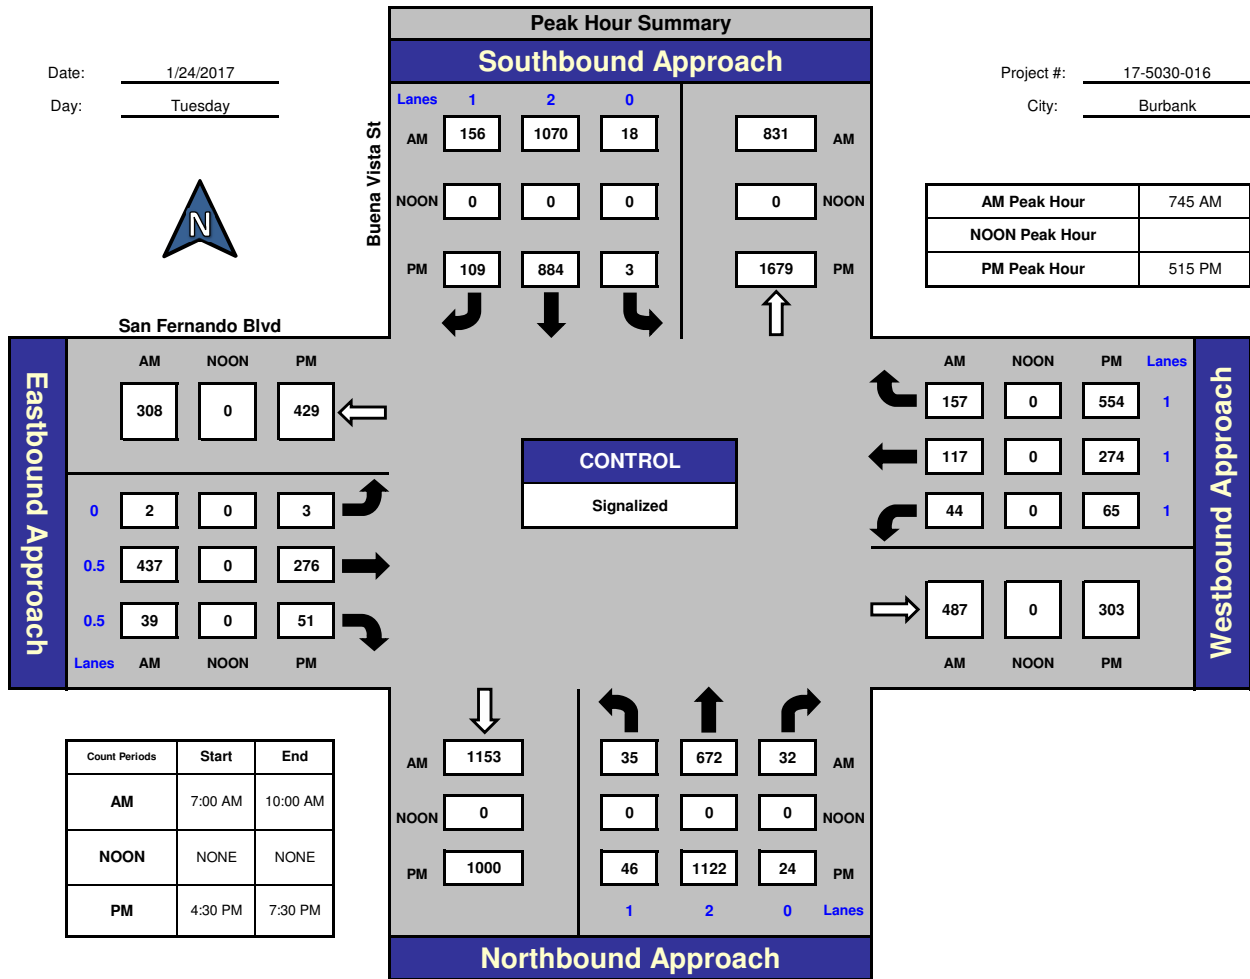 Peak Hour Summary
Southbound Approach
Date: 1/24/2017
Day: Tuesday
Project #: 17-5030-016
City: Burbank
N
Buena Vista St
Lanes 1 2 0
AM 156 1070 18 831 AM
NOON 0 0 0 0 NOON
PM 109 884 3 1679 PM
AM Peak Hour 745 AM
NOON Peak Hour
PM Peak Hour 515 PM
San Fernando Blvd
Eastbound Approach
AM NOON PM
308 0 429
0 2 0 3
0.5 437 0 276
0.5 39 0 51
Lanes AM NOON PM
CONTROL
Signalized
AM NOON PM Lanes
157 0 554 1
117 0 274 1
44 0 65 1
487 0 303
AM NOON PM
Westbound Approach
Count Periods Start End
AM 7:00 AM 10:00 AM
NOON NONE NONE
PM 4:30 PM 7:30 PM
AM 1153 35 672 32 AM
NOON 0 0 0 0 NOON
PM 1000 46 1122 24 PM
1 2 0 Lanes
Northbound Approach